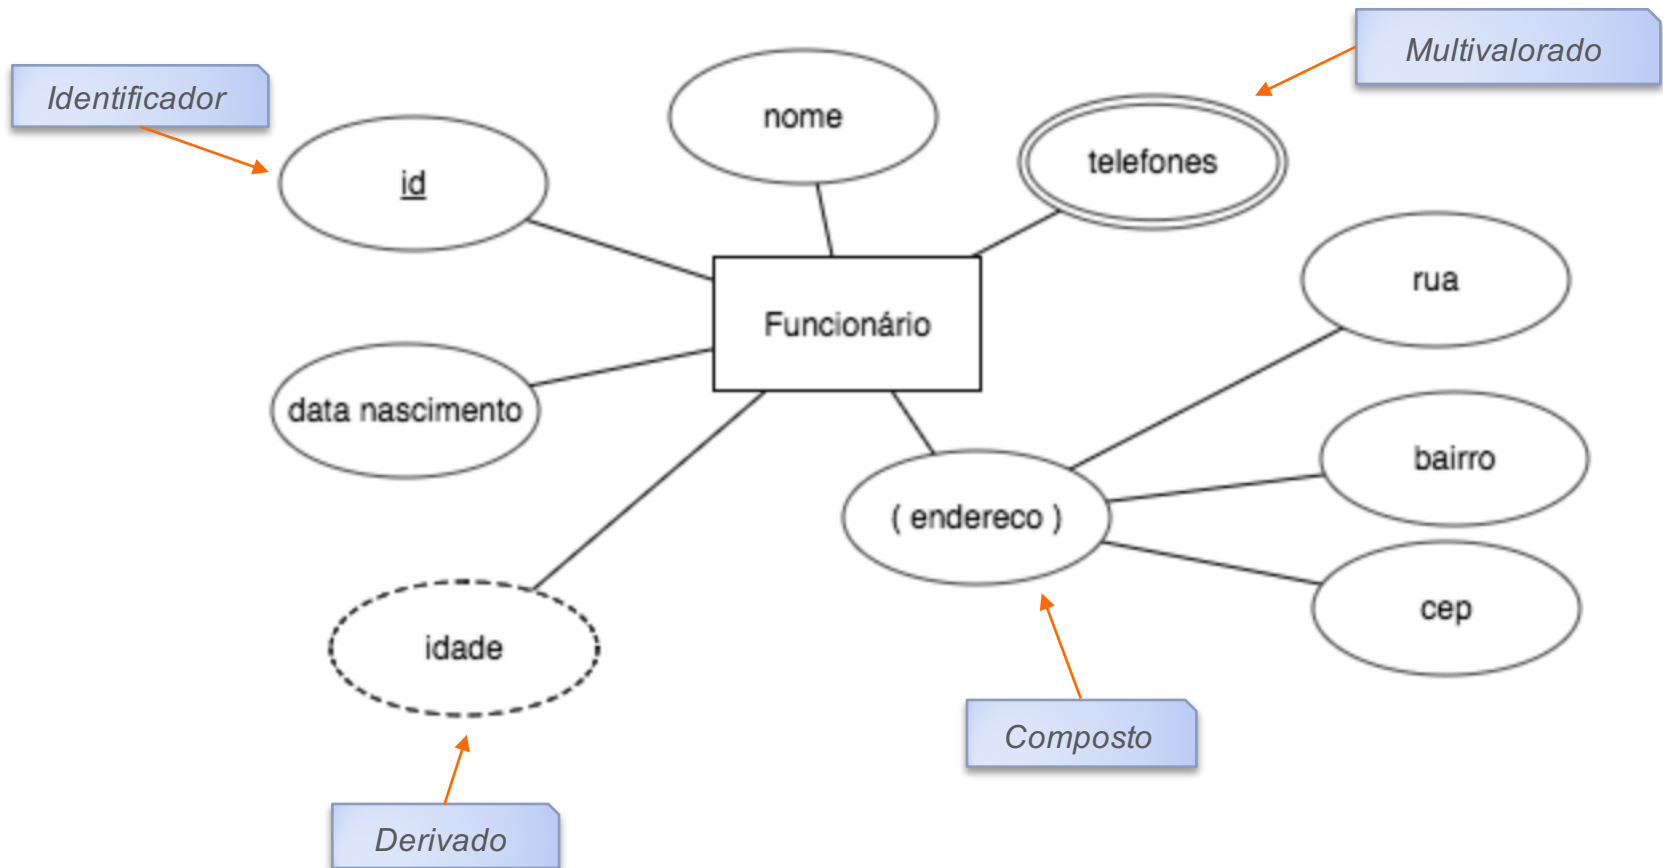 Multivalorado
Identificador
nome
telefones
id
rua
Funcionário
data nascimento
bairro
( endereco )
cep
idade
Composto
Derivado